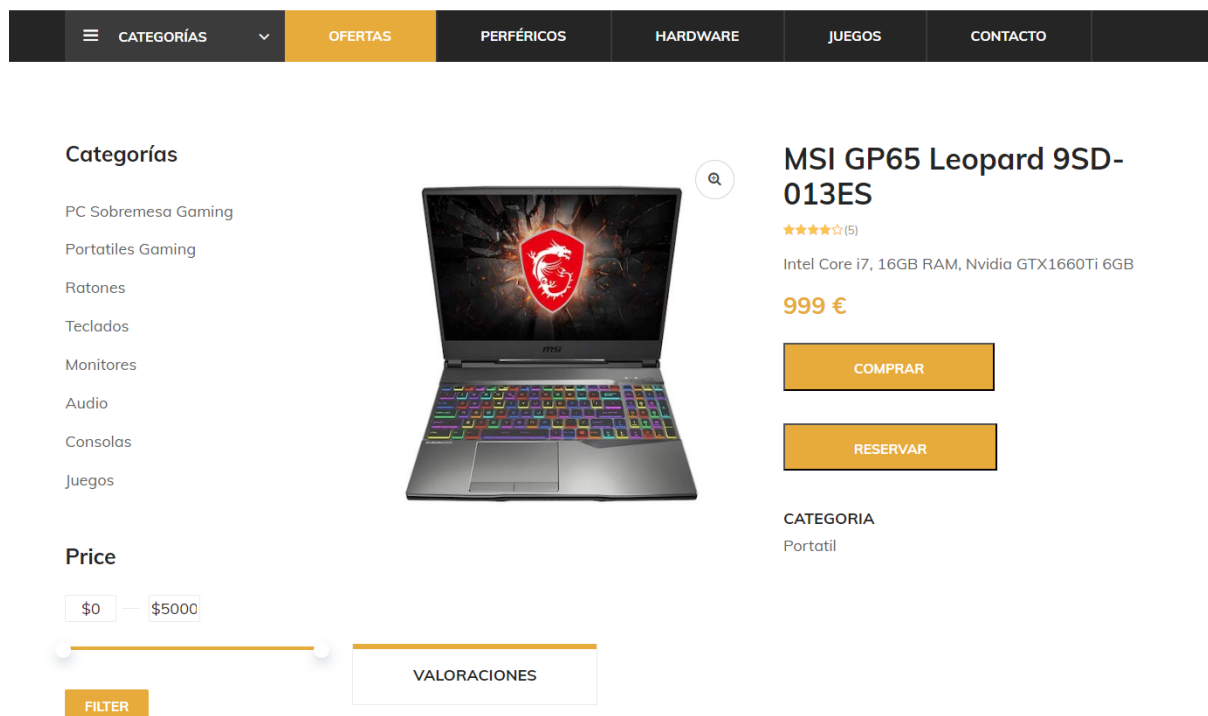 CATEGORÍAS
OFERTAS
PERFÉRICOS
HARDWARE
JUEGOS
CONTACTO
Categorías
PC Sobremesa Gaming
Portatiles Gaming
Ratones
Teclados
Monitores
Audio
Consolas
Juegos
Price
$0
$5000
FILTER
msi
MSI GP65 Leopard 9SD-
013ES
(5)
Intel Core i7, 16GB RAM, Nvidia GTX1660Ti 6GB
999 €
COMPRAR
RESERVAR
CATEGORIA
Portatil
VALORACIONES